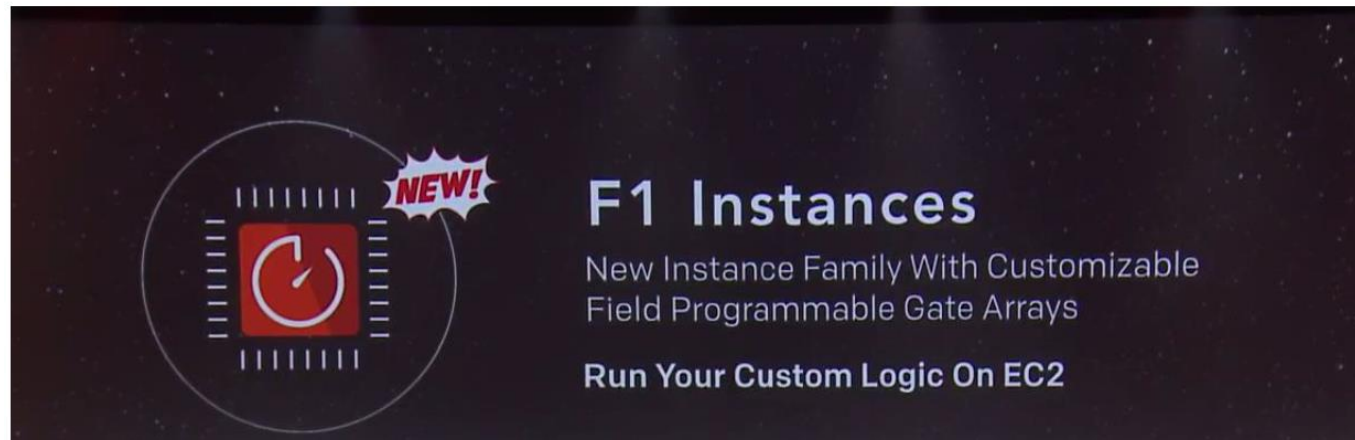 NEW!
F1 Instances
New Instance Family With Customizable
Field Programmable Gate Arrays
Run Your Custom Logic On EC2